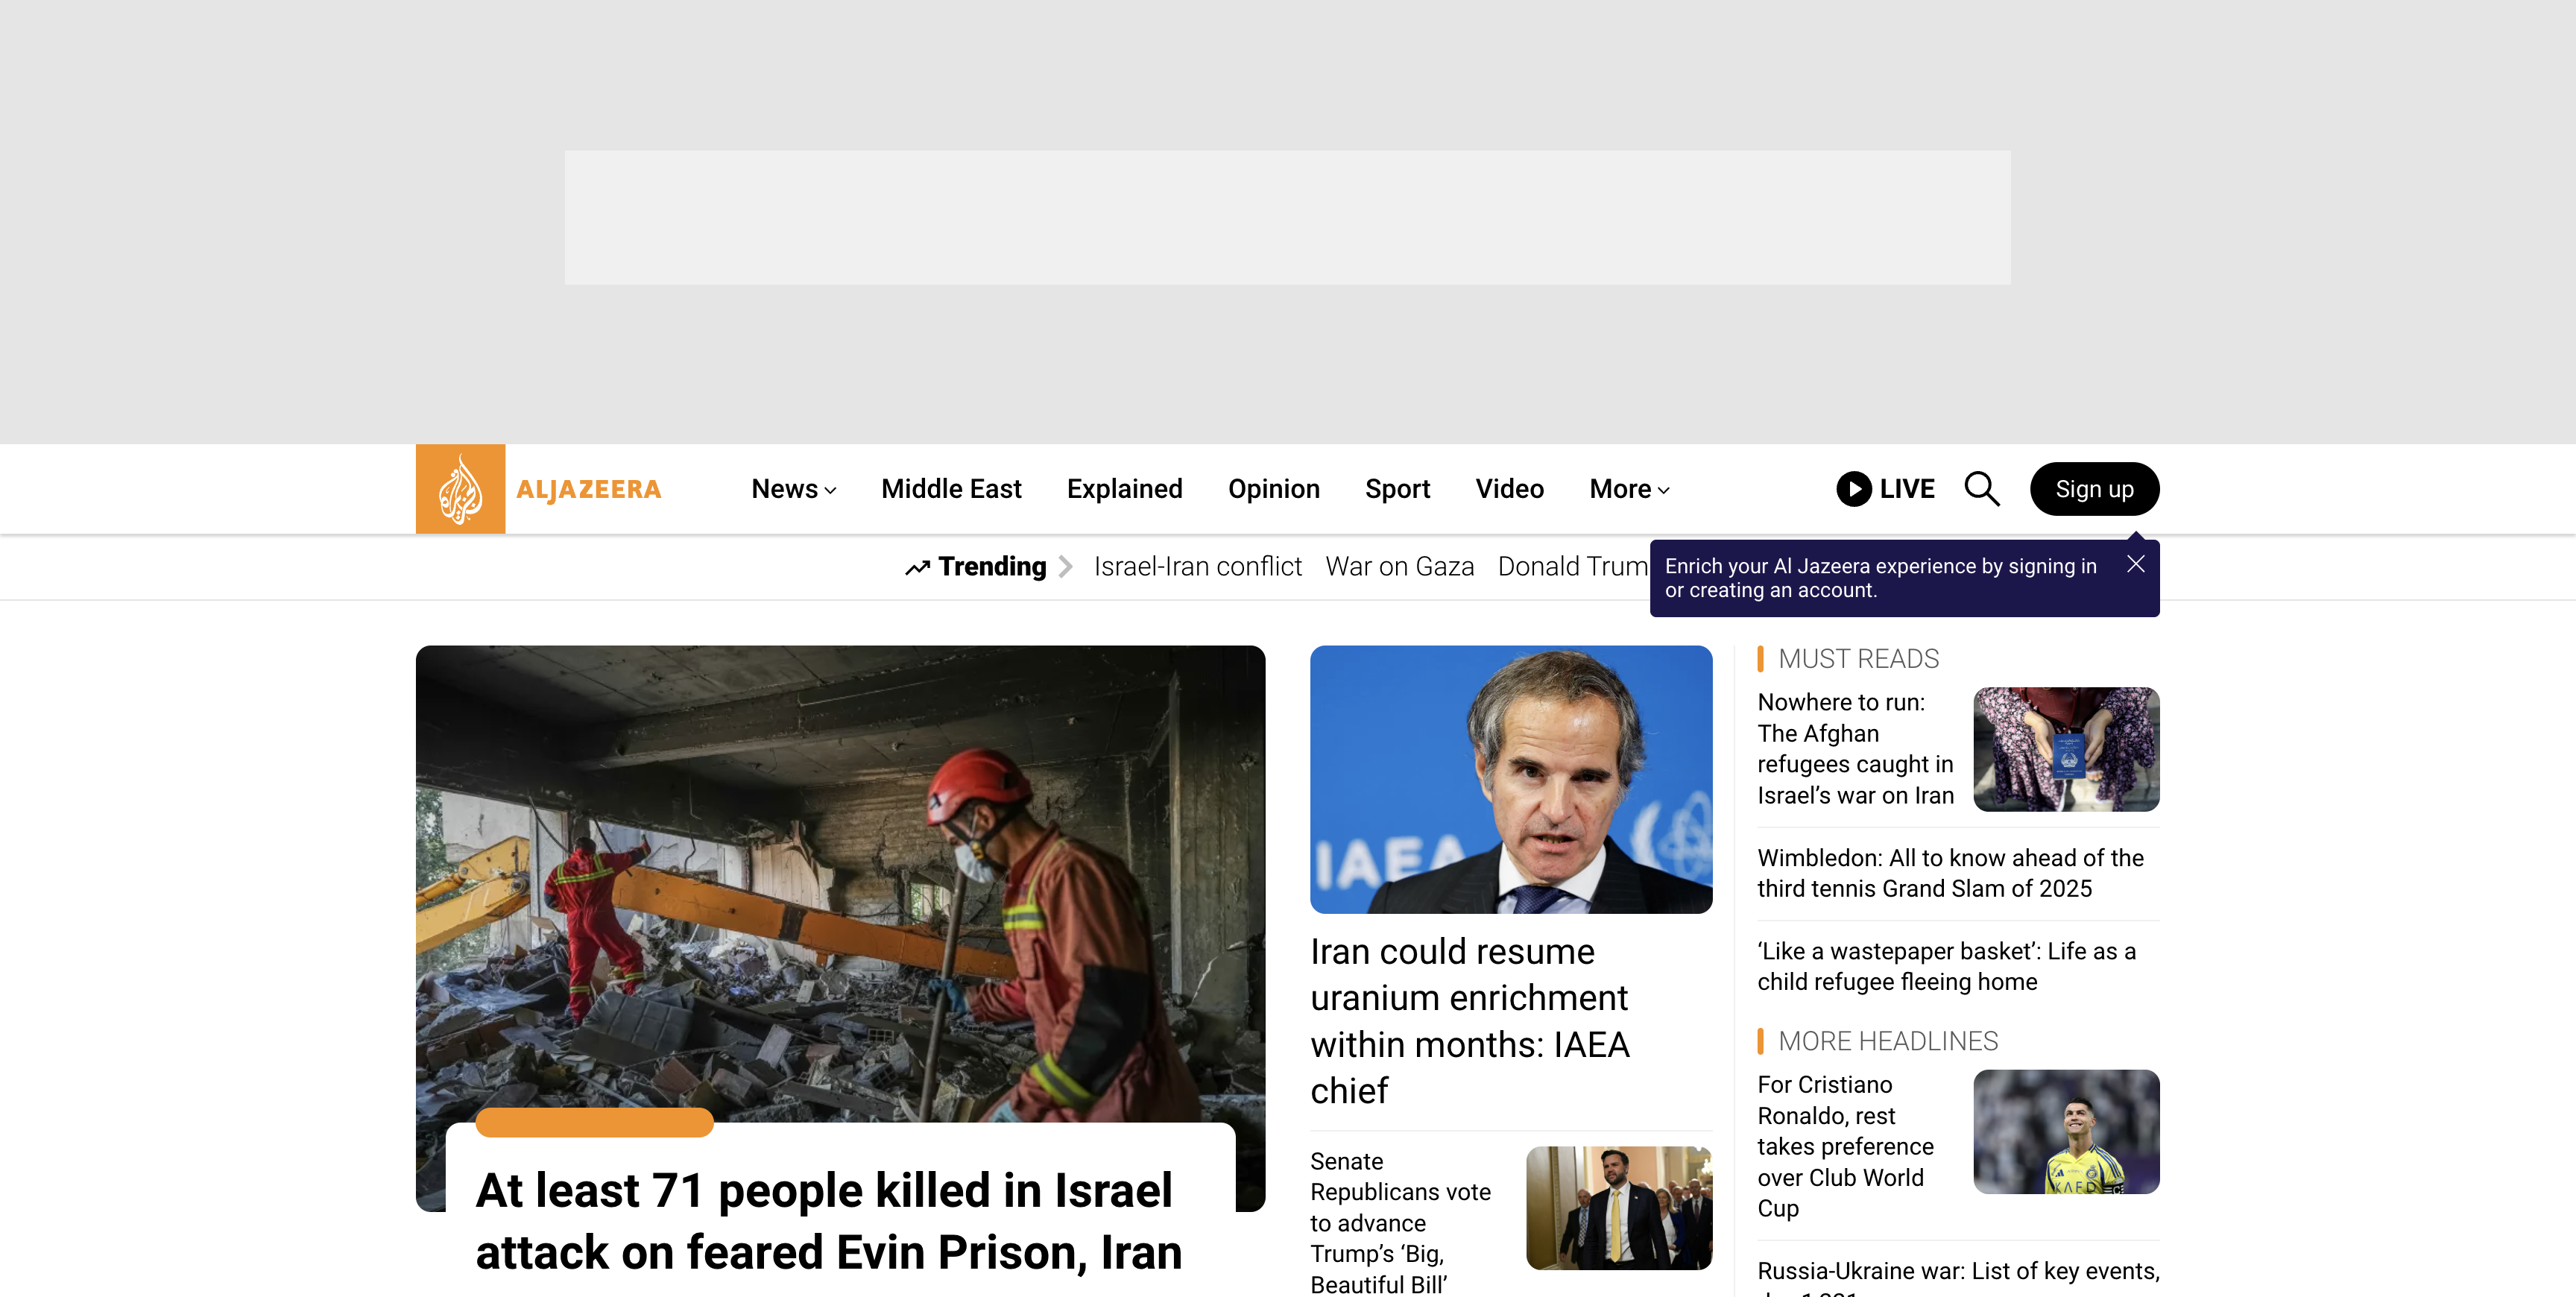 ALJAZEERA
News
Middle East
Explained
Opinion
Sport
Video
More
LIVE
Sign up
Trending
Israel-Iran conflict
War on Gaza
Donald Trum
Enrich your Al Jazeera experience by signing in
or creating an account.
At least 71 people killed in Israel
attack on feared Evin Prison, Iran
IAEA
Iran could resume
uranium enrichment
within months: IAEA
chief
Senate
Republicans vote
to advance
Trump’s ‘Big,
Beautiful Bill’
MUST READS
Nowhere to run:
The Afghan
refugees caught in
Israel’s war on Iran
Wimbledon: All to know ahead of the
third tennis Grand Slam of 2025
‘Like a wastepaper basket’: Life as a
child refugee fleeing home
MORE HEADLINES
For Cristiano
Ronaldo, rest
takes preference
over Club World
Cup
KAFD
Russia-Ukraine war: List of key events,